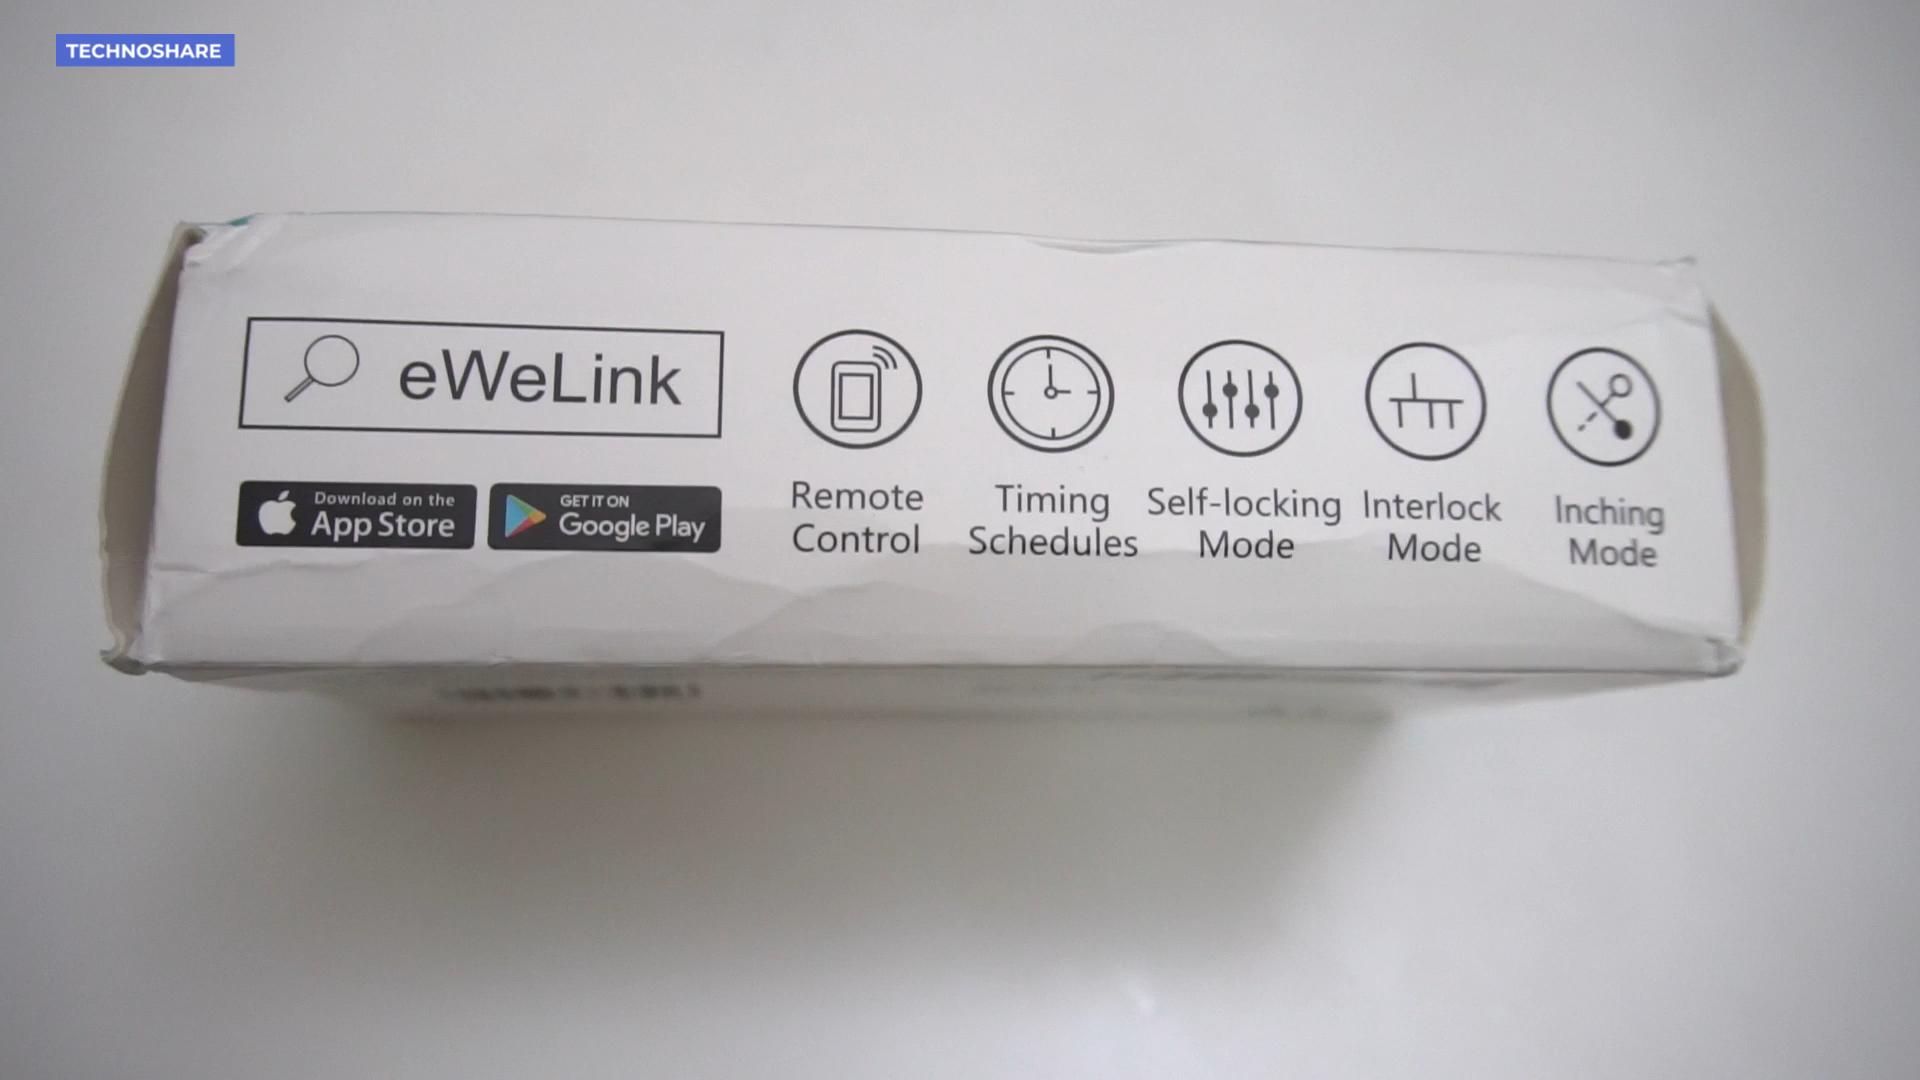 TECHNOSHARE
eWeLink
Download on the
App Store
GET IT ON
Google Play
Remote
Control
Timing
Schedules
Self-locking
Mode
Interlock
Mode
Inching
Mode